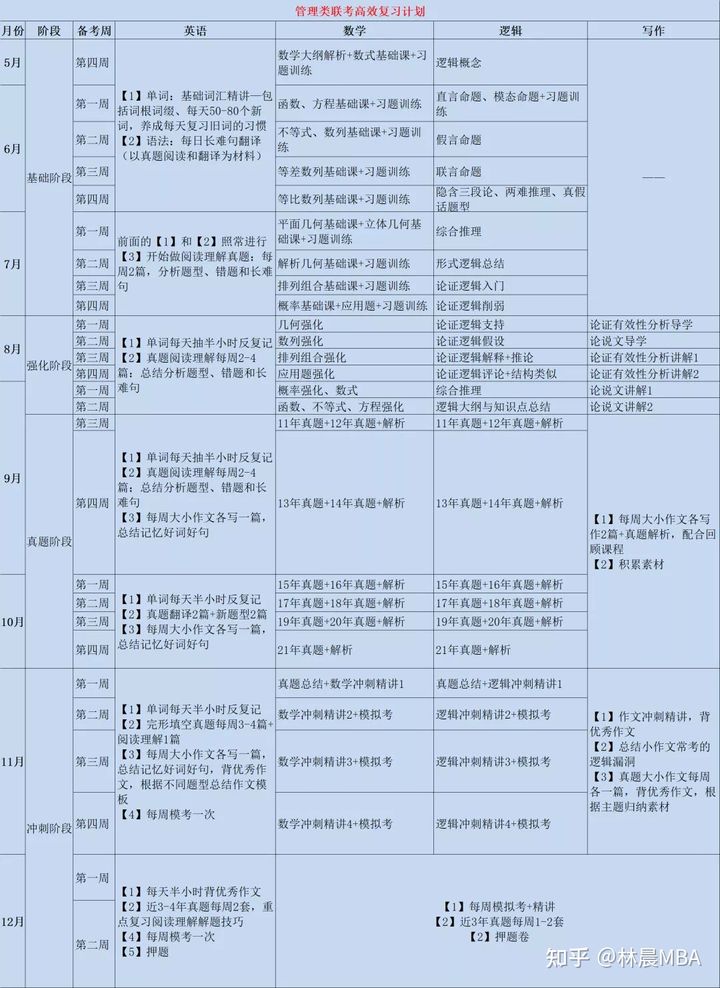 管理类联考高效复习计划
月份 阶段 备考周 英语 数学 逻辑 写作
5月
基础阶段
第四周
【1】单词：基础词汇精讲—包
括词根词缀、每天50-80个新
词，养成每天复习旧词的习惯
【2】语法：每日长难句翻译
（以真题阅读和翻译为材料）
数学大纲解析+数式基础课+习
题训练
逻辑概念
——
6月
第一周
函数、方程基础课+习题训练
直言命题、模态命题+习题训
练
第二周
不等式、数列基础课+习题训
练
假言命题
第三周
等差数列基础课+习题训练
联言命题
第四周
等比数列基础课+习题训练
隐含三段论、两难推理、真假
话题型
7月
第一周
前面的【1】和【2】照常进行
【3】开始做阅读理解真题；每
周2篇，分析题型、错题和长难
句
平面几何基础课+立体几何基
础课+习题训练
综合推理
第二周
解析几何基础课+习题训练
形式逻辑总结
第三周
排列组合基础课+习题训练
论证逻辑入门
第四周
概率基础课+应用题+习题训练
论证逻辑削弱
8月
强化阶段
第一周
【1】单词每天抽半小时反复记
【2】真题阅读理解每周2-4
篇；总结分析题型、错题和长
难句
几何强化
论证逻辑支持
论证有效性分析导学
第二周
数列强化
论证逻辑假设
论说文导学
第三周
排列组合强化
论证逻辑解释+推论
论证有效性分析讲解1
第四周
应用题强化
论证逻辑评论+结构类似
论证有效性分析讲解2
9月
第一周
概率强化、数式
综合推理
论说文讲解1
第二周
函数、不等式、方程强化
逻辑大纲与知识点总结
论说文讲解2
真题阶段
第三周
【1】单词每天抽半小时反复记
【2】真题阅读理解每周2-4
篇；总结分析题型、错题和长
难句
【3】每周大小作文各写一篇，
总结记忆好词好句
11年真题+12年真题+解析
11年真题+12年真题+解析
【1】每周大小作文各写
作2篇+真题解析，配合回
顾课程
【2】积累素材
第四周
13年真题+14年真题+解析
13年真题+14年真题+解析
10月
第一周
【1】单词每天半小时反复记
【2】真题翻译2篇+新题型2篇
【3】每周大小作文各写一篇，
总结记忆好词好句
15年真题+16年真题+解析
15年真题+16年真题+解析
第二周
17年真题+18年真题+解析
17年真题+18年真题+解析
第三周
19年真题+20年真题+解析
19年真题+20年真题+解析
第四周
21年真题+解析
21年真题+解析
11月
冲刺阶段
第一周
【1】单词每天半小时反复记
【2】完形填空真题每周3-4篇+
阅读理解1篇
【3】每周大小作文各写一篇，
总结记忆好词好句，背优秀作
文，根据不同题型总结作文模
板
【4】每周模考一次
真题总结+数学冲刺精讲1
真题总结+逻辑冲刺精讲1
【1】作文冲刺精讲，背
优秀作文
【2】总结小作文常考的
逻辑漏洞
【3】真题大小作文每周
各一篇，背优秀作文，根
据主题归纳素材
第二周
数学冲刺精讲2+模拟考
逻辑冲刺精讲2+模拟考
第三周
数学冲刺精讲3+模拟考
逻辑冲刺精讲3+模拟考
第四周
数学冲刺精讲4+模拟考
逻辑冲刺精讲4+模拟考
12月
第一周
【1】每天半小时背优秀作文
【2】近3-4年真题每周2套，重
点复习阅读理解解题技巧
【4】每周模考一次
【5】押题
【1】每周模拟考+精讲
【2】近3年真题每周1-2套
【2】押题卷
第二周
知乎 @林晨MBA